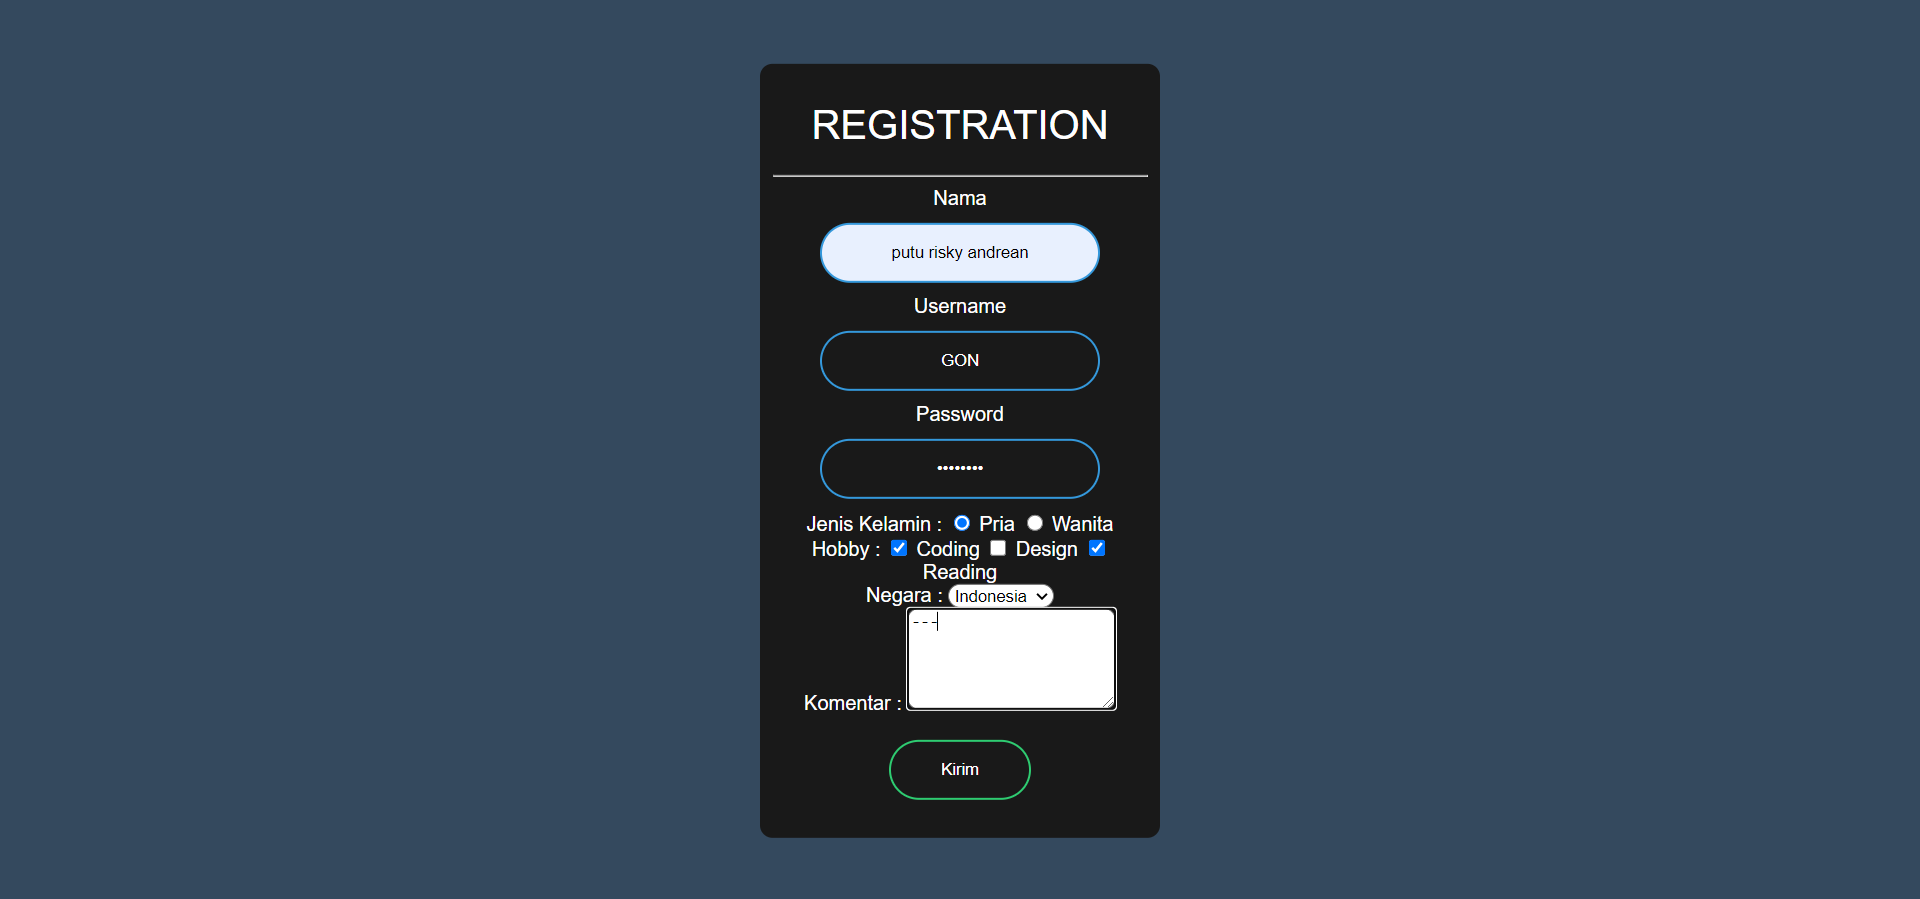 REGISTRATION
Nama
putu risky andrean
Username
GON
Password
••••••••
Jenis Kelamin : Pria Wanita
Hobby : Coding Design
Reading
Negara : Indonesia
---
Komentar :
Kirim